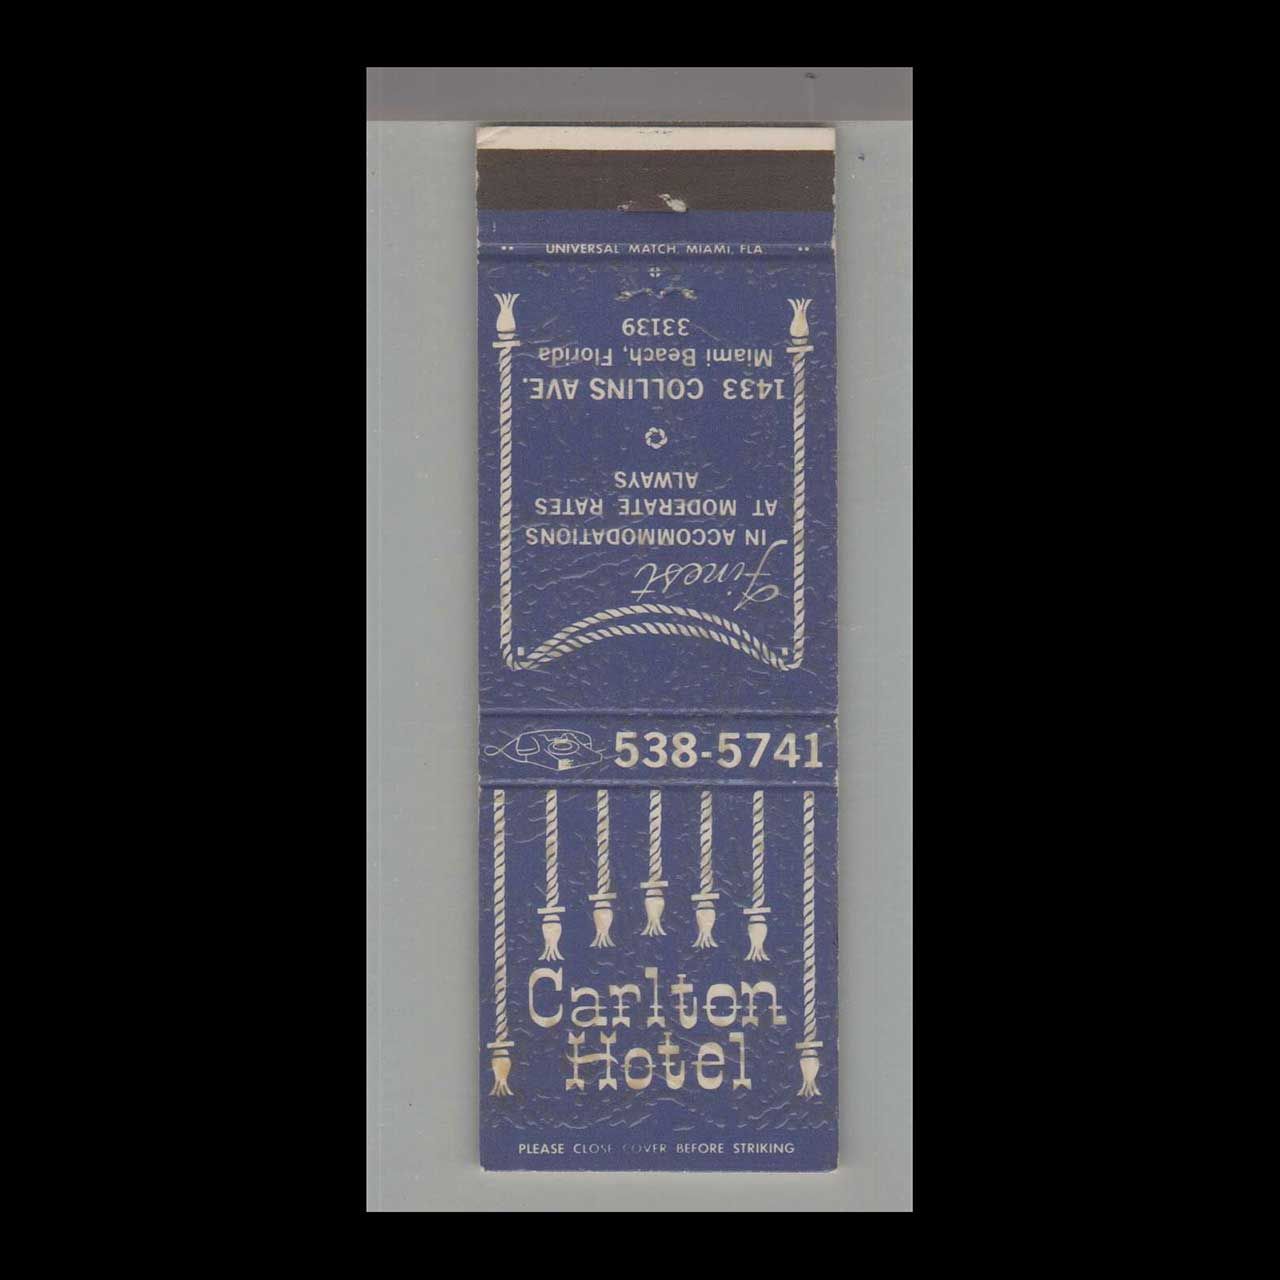 UNIVERSAL MATCH, MIAMI, FLA.
Finest
IN ACCOMMODATIONS
AT MODERATE RATES
ALWAYS
1433 COLLINS AVE.
Miami Beach, Florida
33139
538-5741
Carlton
Hotel
PLEASE CLOSE COVER BEFORE STRIKING